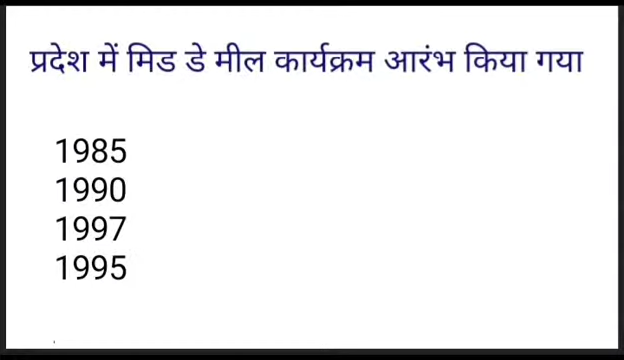 प्रदेश में मिड डे मील कार्यक्रम आरंभ किया गया
1985
1990
1997
1995